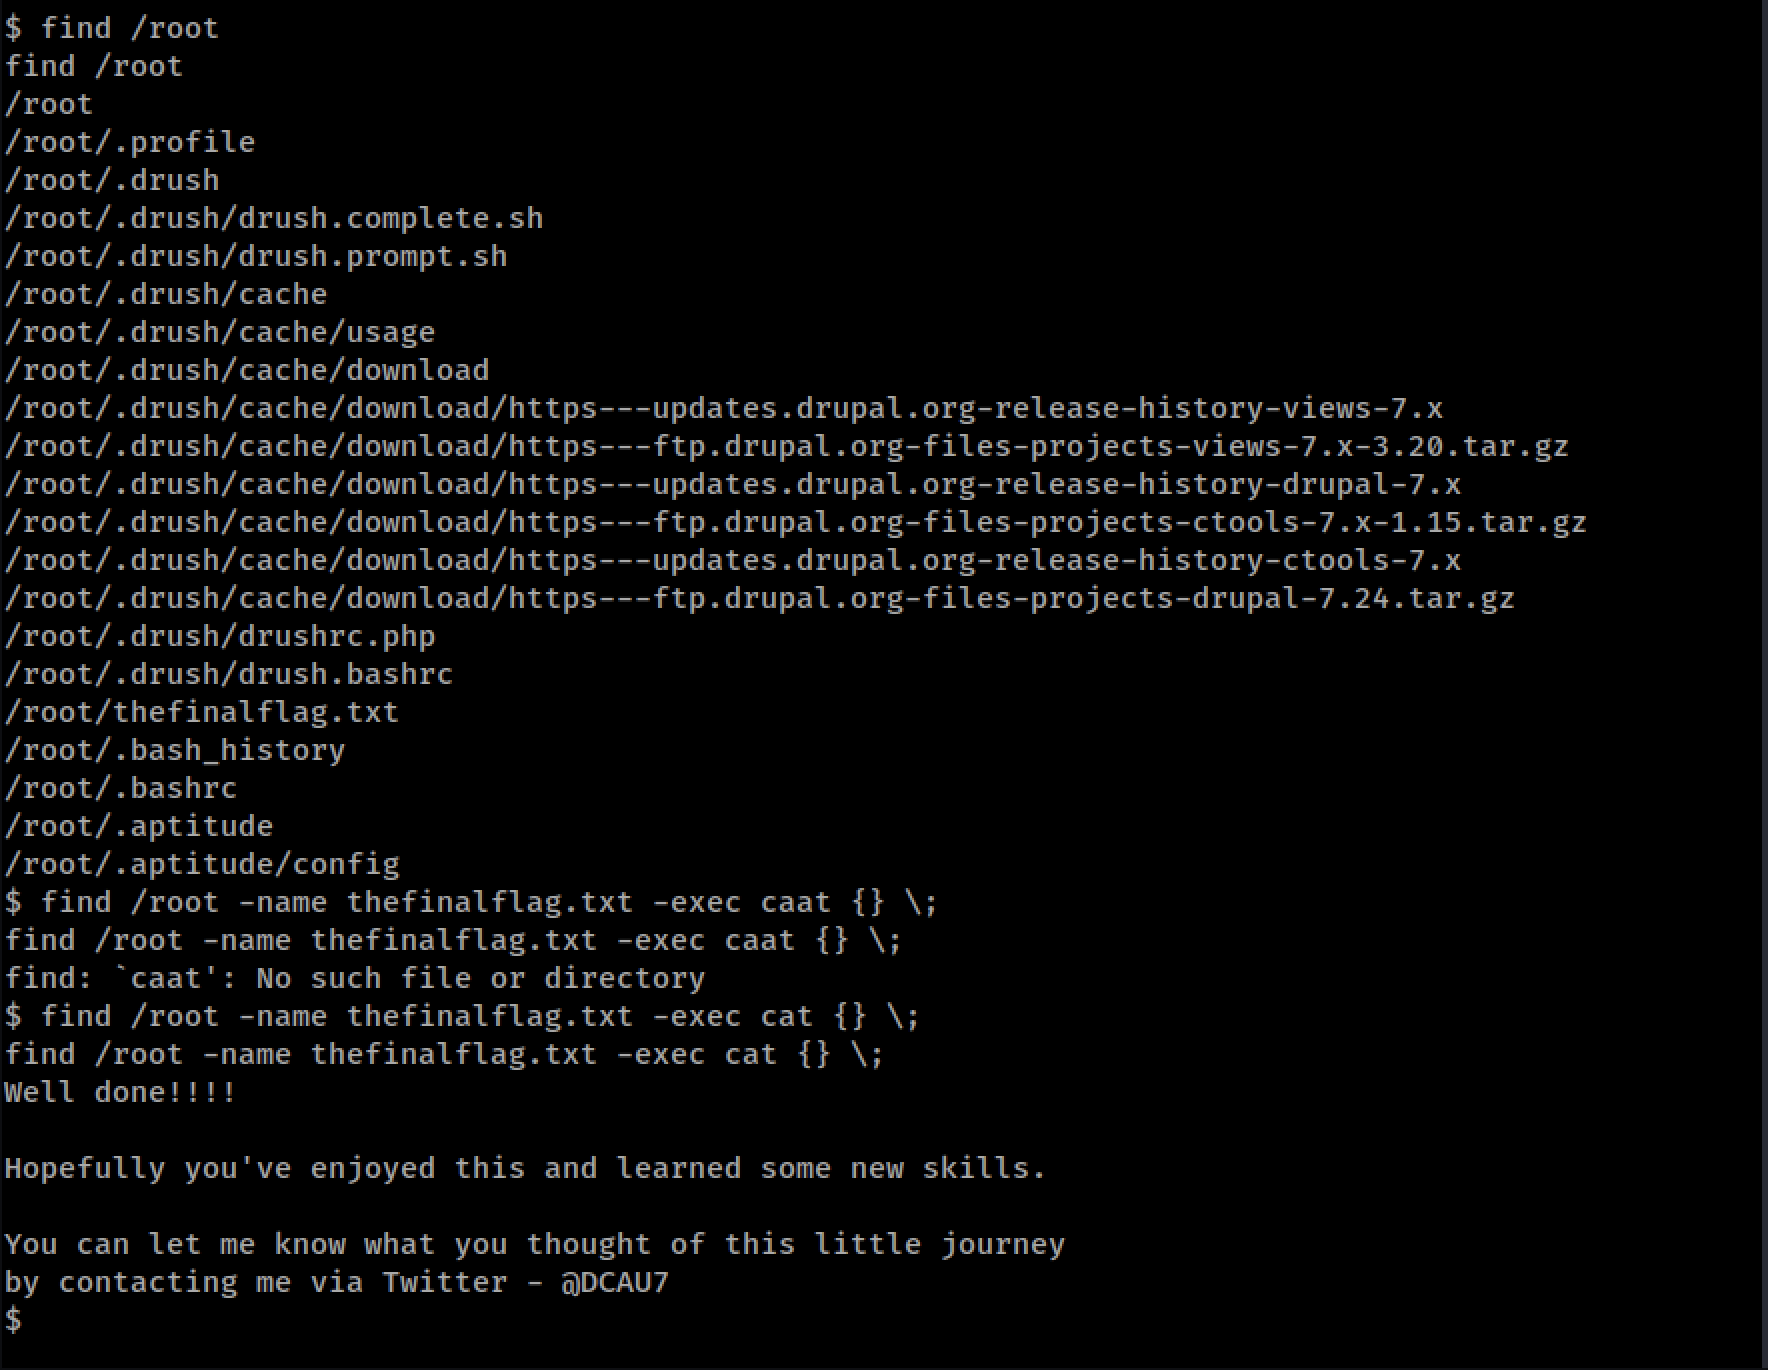 $ find /root
find /root
/root
/root/.profile
/root/.drush
/root/.drush/drush.complete.sh
/root/.drush/drush.prompt.sh
/root/.drush/cache
/root/.drush/cache/usage
/root/.drush/cache/download
/root/.drush/cache/download/https---updates.drupal.org-release-history-views-7.x
/root/.drush/cache/download/https---ftp.drupal.org-files-projects-views-7.x-3.20.tar.gz
/root/.drush/cache/download/https---updates.drupal.org-release-history-drupal-7.x
/root/.drush/cache/download/https---ftp.drupal.org-files-projects-ctools-7.x-1.15.tar.gz
/root/.drush/cache/download/https---updates.drupal.org-release-history-ctools-7.x
/root/.drush/cache/download/https---ftp.drupal.org-files-projects-drupal-7.24.tar.gz
/root/.drush/drushrc.php
/root/.drush/drush.bashrc
/root/thefinalflag.txt
/root/.bash_history
/root/.bashrc
/root/.aptitude
/root/.aptitude/config
$ find /root -name thefinalflag.txt -exec caat {} \;
find /root -name thefinalflag.txt -exec caat {} \;
find: `caat': No such file or directory
$ find /root -name thefinalflag.txt -exec cat {} \;
find /root -name thefinalflag.txt -exec cat {} \;
Well done!!!!
Hopefully you've enjoyed this and learned some new skills.
You can let me know what you thought of this little journey
by contacting me via Twitter - @DCAU7
$